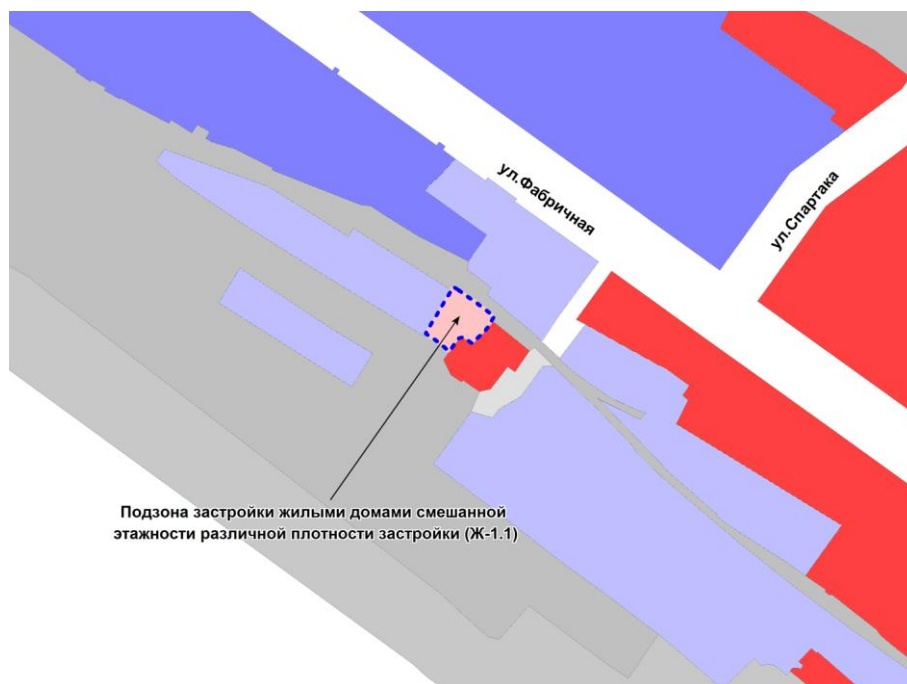 ул.Фабричная
ул.Спартака
Подзона застройки жилыми домами смешанной
этажности различной плотности застройки (Ж-1.1)